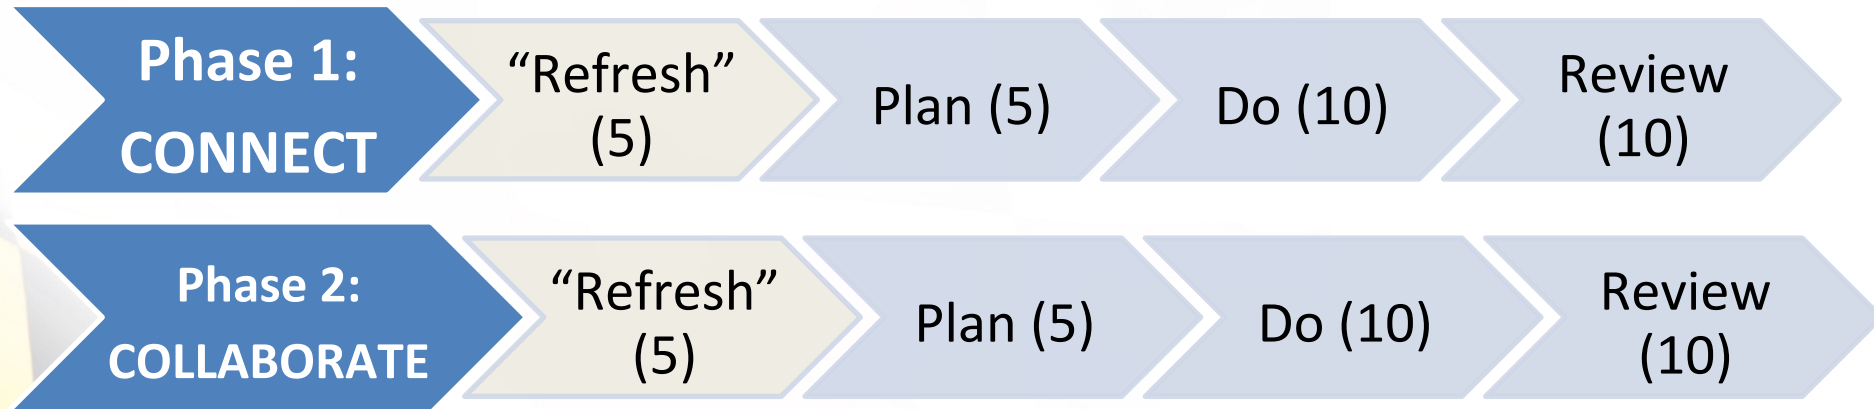 Phase 1:
CONNECT
“Refresh”
(5)
Plan (5)
Do (10)
Review
(10)
Phase 2:
COLLABORATE
“Refresh”
(5)
Plan (5)
Do (10)
Review
(10)